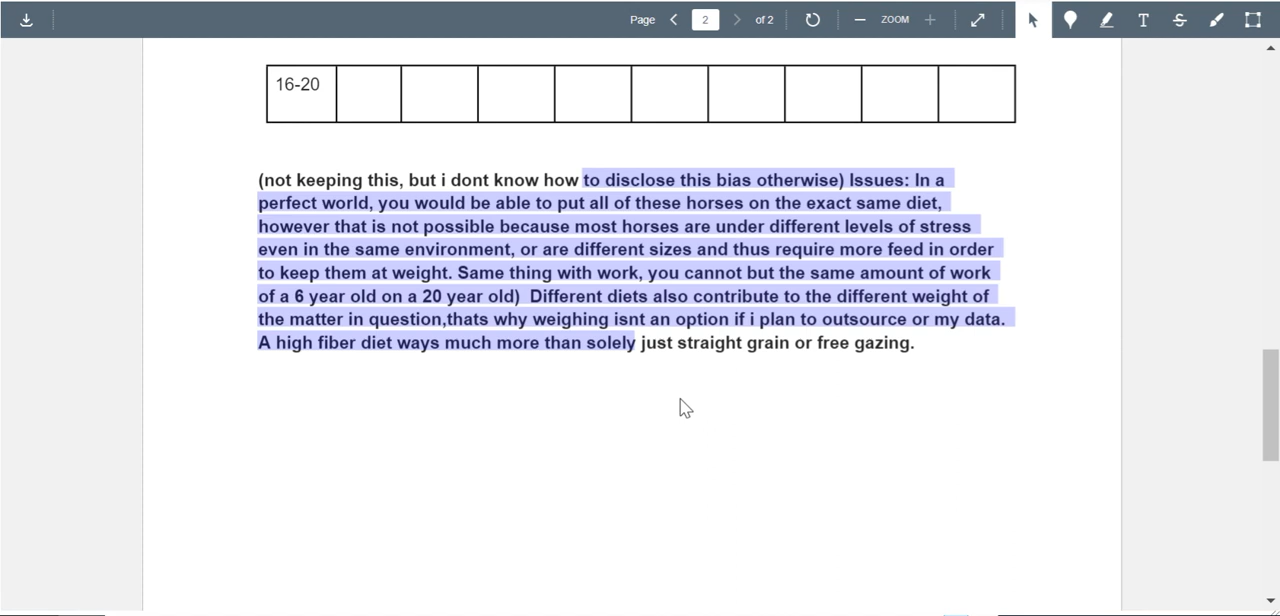 Page 2 of 2 ZOOM T S
16-20
(not keeping this, but i dont know how to disclose this bias otherwise) Issues: In a
perfect world, you would be able to put all of these horses on the exact same diet,
however that is not possible because most horses are under different levels of stress
even in the same environment, or are different sizes and thus require more feed in order
to keep them at weight. Same thing with work, you cannot but the same amount of work
of a 6 year old on a 20 year old)  Different diets also contribute to the different weight of
the matter in question,thats why weighing isnt an option if i plan to outsource or my data.
A high fiber diet ways much more than solely just straight grain or free gazing.